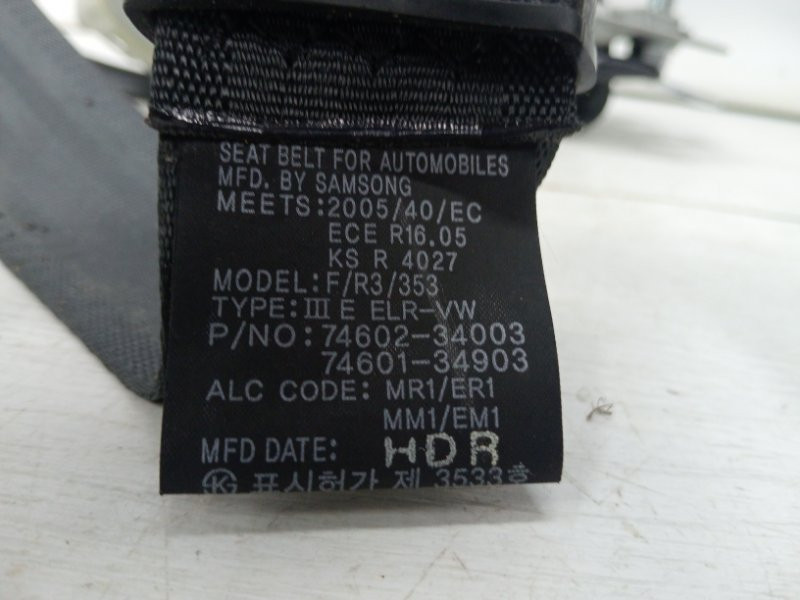 SEAT BELT FOR AUTOMOBILES
MFD. BY SAMSONG
MEETS:2005/40/EC
ECE R16.05
KS R 4027
MODEL:F/R3/353
TYPE:Ⅲ E ELR-VW
P/NO: 74602-34003
74601-34903
ALC CODE: MR1/ER1
MM1/EM1
MFD DATE: HDR
㉿ 표시허가 제 3533호